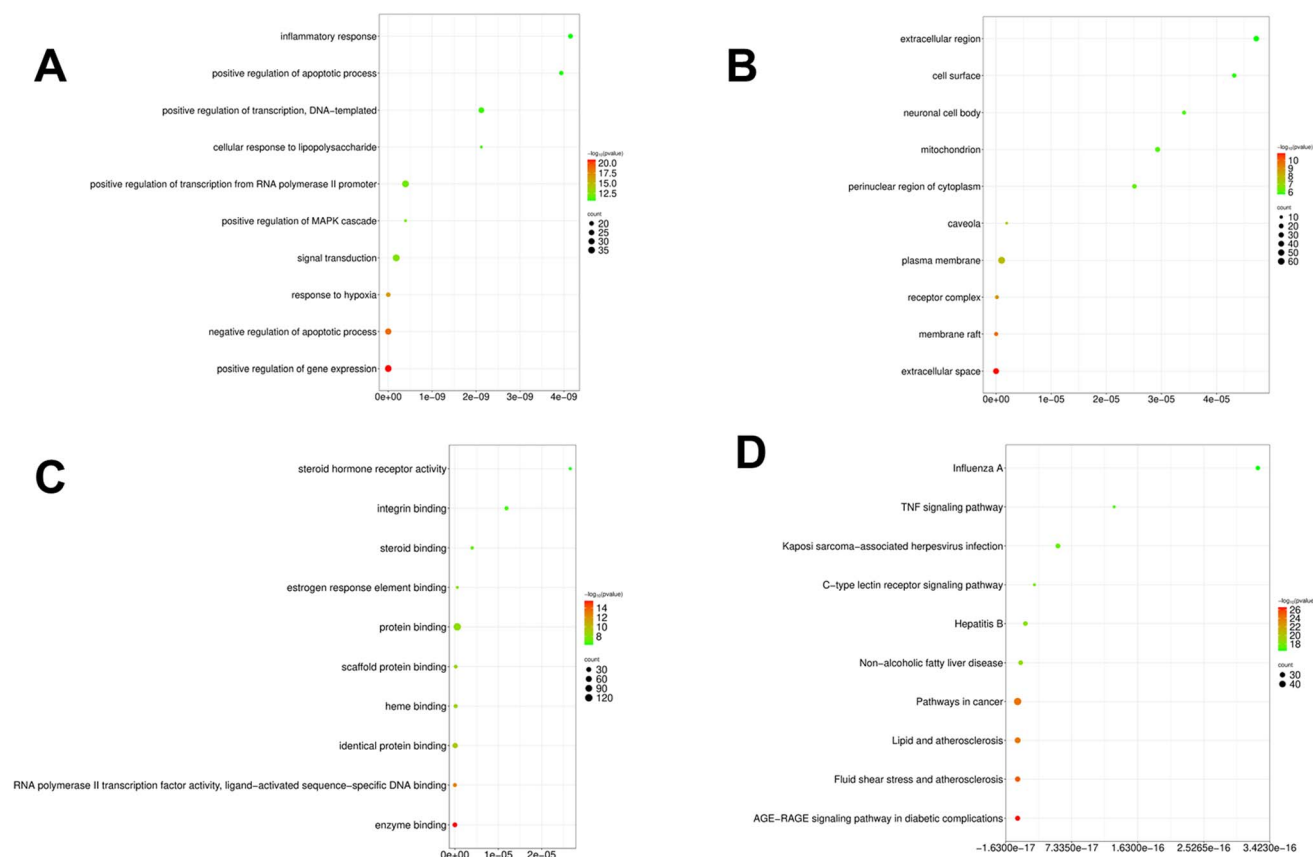 A
inflammatory response
positive regulation of apoptotic process
positive regulation of transcription, DNA−templated
cellular response to lipopolysaccharide
positive regulation of transcription from RNA polymerase II promoter
positive regulation of MAPK cascade
signal transduction
response to hypoxia
negative regulation of apoptotic process
positive regulation of gene expression
0e+00 1e−09 2e−09 3e−09 4e−09
−log10(pvalue)
20.0
17.5
15.0
12.5
count
20
25
30
35
B
extracellular region
cell surface
neuronal cell body
mitochondrion
perinuclear region of cytoplasm
caveola
plasma membrane
receptor complex
membrane raft
extracellular space
0e+00 1e−05 2e−05 3e−05 4e−05
−log10(pvalue)
10
9
8
7
6
count
10
20
30
40
50
60
C
steroid hormone receptor activity
integrin binding
steroid binding
estrogen response element binding
protein binding
scaffold protein binding
heme binding
identical protein binding
RNA polymerase II transcription factor activity, ligand−activated sequence−specific DNA binding
enzyme binding
0e+00 1e−05 2e−05
−log10(pvalue)
14
12
10
8
count
30
60
90
120
D
Influenza A
TNF signaling pathway
Kaposi sarcoma−associated herpesvirus infection
C−type lectin receptor signaling pathway
Hepatitis B
Non−alcoholic fatty liver disease
Pathways in cancer
Lipid and atherosclerosis
Fluid shear stress and atherosclerosis
AGE−RAGE signaling pathway in diabetic complications
−1.6300e−17 7.3350e−17 1.6300e−16 2.5265e−16 3.4230e−16
−log10(pvalue)
26
24
22
20
18
count
30
40